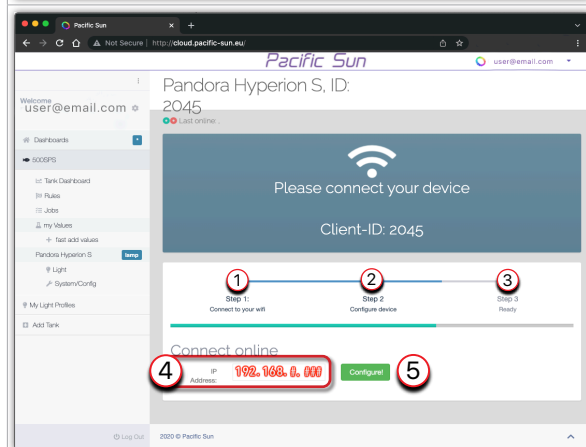 Pacific Sun
Not Secure | http://cloud.pacific-sun.eu/
Pacific Sun
user@email.com
Welcome
user@email.com
Dashboards
500SPS
Tank Dashboard
Rules
Jobs
my Values
+ fast add values
Pandora Hyperion S lamp
Light
System/Config
My Light Profiles
Add Tank
Log Out
Pandora Hyperion S, ID:
2045
Last online ,
Please connect your device
Client-ID: 2045
1 2 3
Step 1: Step 2 Step 3
Connect to your wifi Configure device Ready
Connect online
4 IP Address: 192.168.#.### Configure! 5
2020 © Pacific Sun